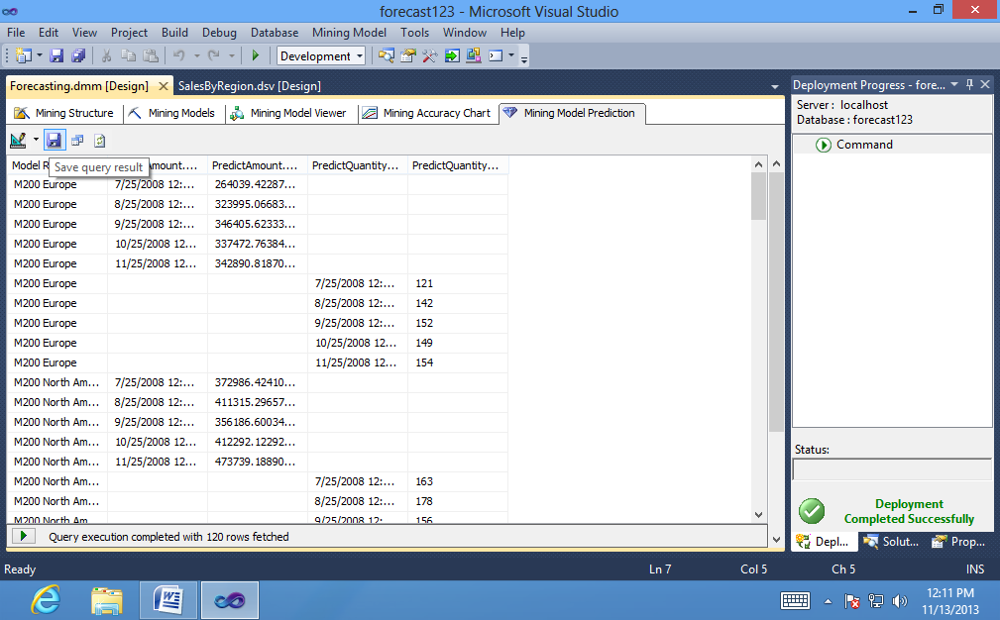 forecast123 - Microsoft Visual Studio
File Edit View Project Build Debug Database Mining Model Tools Window Help
Development
Forecasting.dmm [Design] SalesByRegion.dsv [Design]
Mining Structure Mining Models Mining Model Viewer Mining Accuracy Chart Mining Model Prediction
Save query result
Model R mount.... PredictAmount.... PredictQuantity... PredictQuantity...
M200 Europe 7/25/2008 12:... 264039.42287...
M200 Europe 8/25/2008 12:... 323995.06683...
M200 Europe 9/25/2008 12:... 346405.62333...
M200 Europe 10/25/2008 12... 337472.76384...
M200 Europe 11/25/2008 12... 342890.81870...
M200 Europe 7/25/2008 12:... 121
M200 Europe 8/25/2008 12:... 142
M200 Europe 9/25/2008 12:... 152
M200 Europe 10/25/2008 12... 149
M200 Europe 11/25/2008 12... 154
M200 North Am... 7/25/2008 12:... 372986.42410...
M200 North Am... 8/25/2008 12:... 411315.29657...
M200 North Am... 9/25/2008 12:... 356186.60034...
M200 North Am... 10/25/2008 12... 412292.12292...
M200 North Am... 11/25/2008 12... 473739.18890...
M200 North Am... 7/25/2008 12:... 163
M200 North Am... 8/25/2008 12:... 178
M200 North Am 9/25/2008 12: 156
Query execution completed with 120 rows fetched
Deployment Progress - fore...
Server : localhost
Database : forecast123
Command
Status:
Deployment
Completed Successfully
Depl... Solut... Prop...
Ready Ln 7 Col 5 Ch 5 INS
12:11 PM
11/13/2013